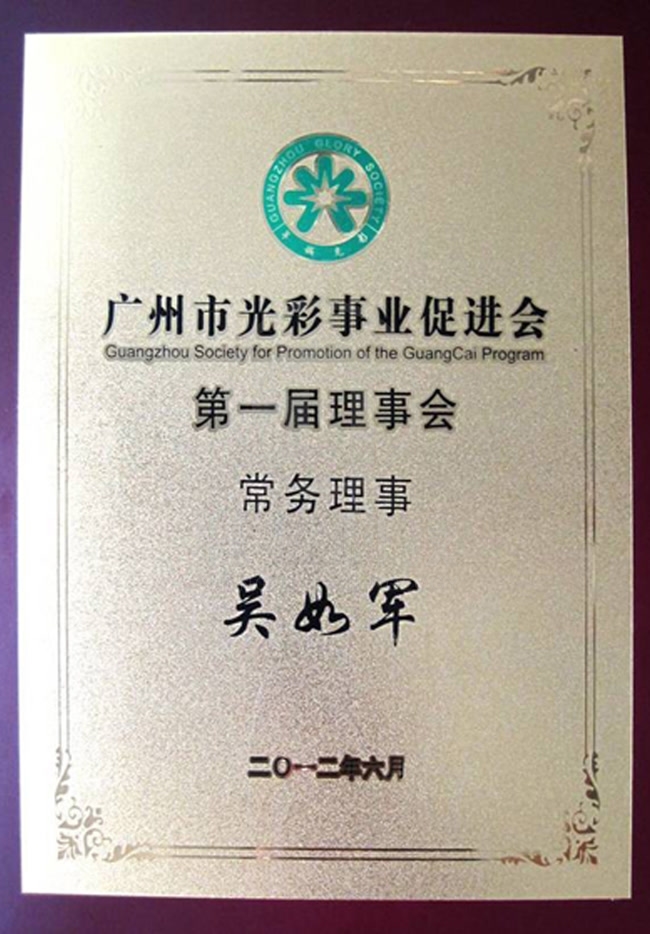 GUANGZHOU GLORY SOCIETY
广州市光彩事业促进会
Guangzhou Society for Promotion of the GuangCai Program
第一届理事会
常务理事
吴如军
二〇一二年六月